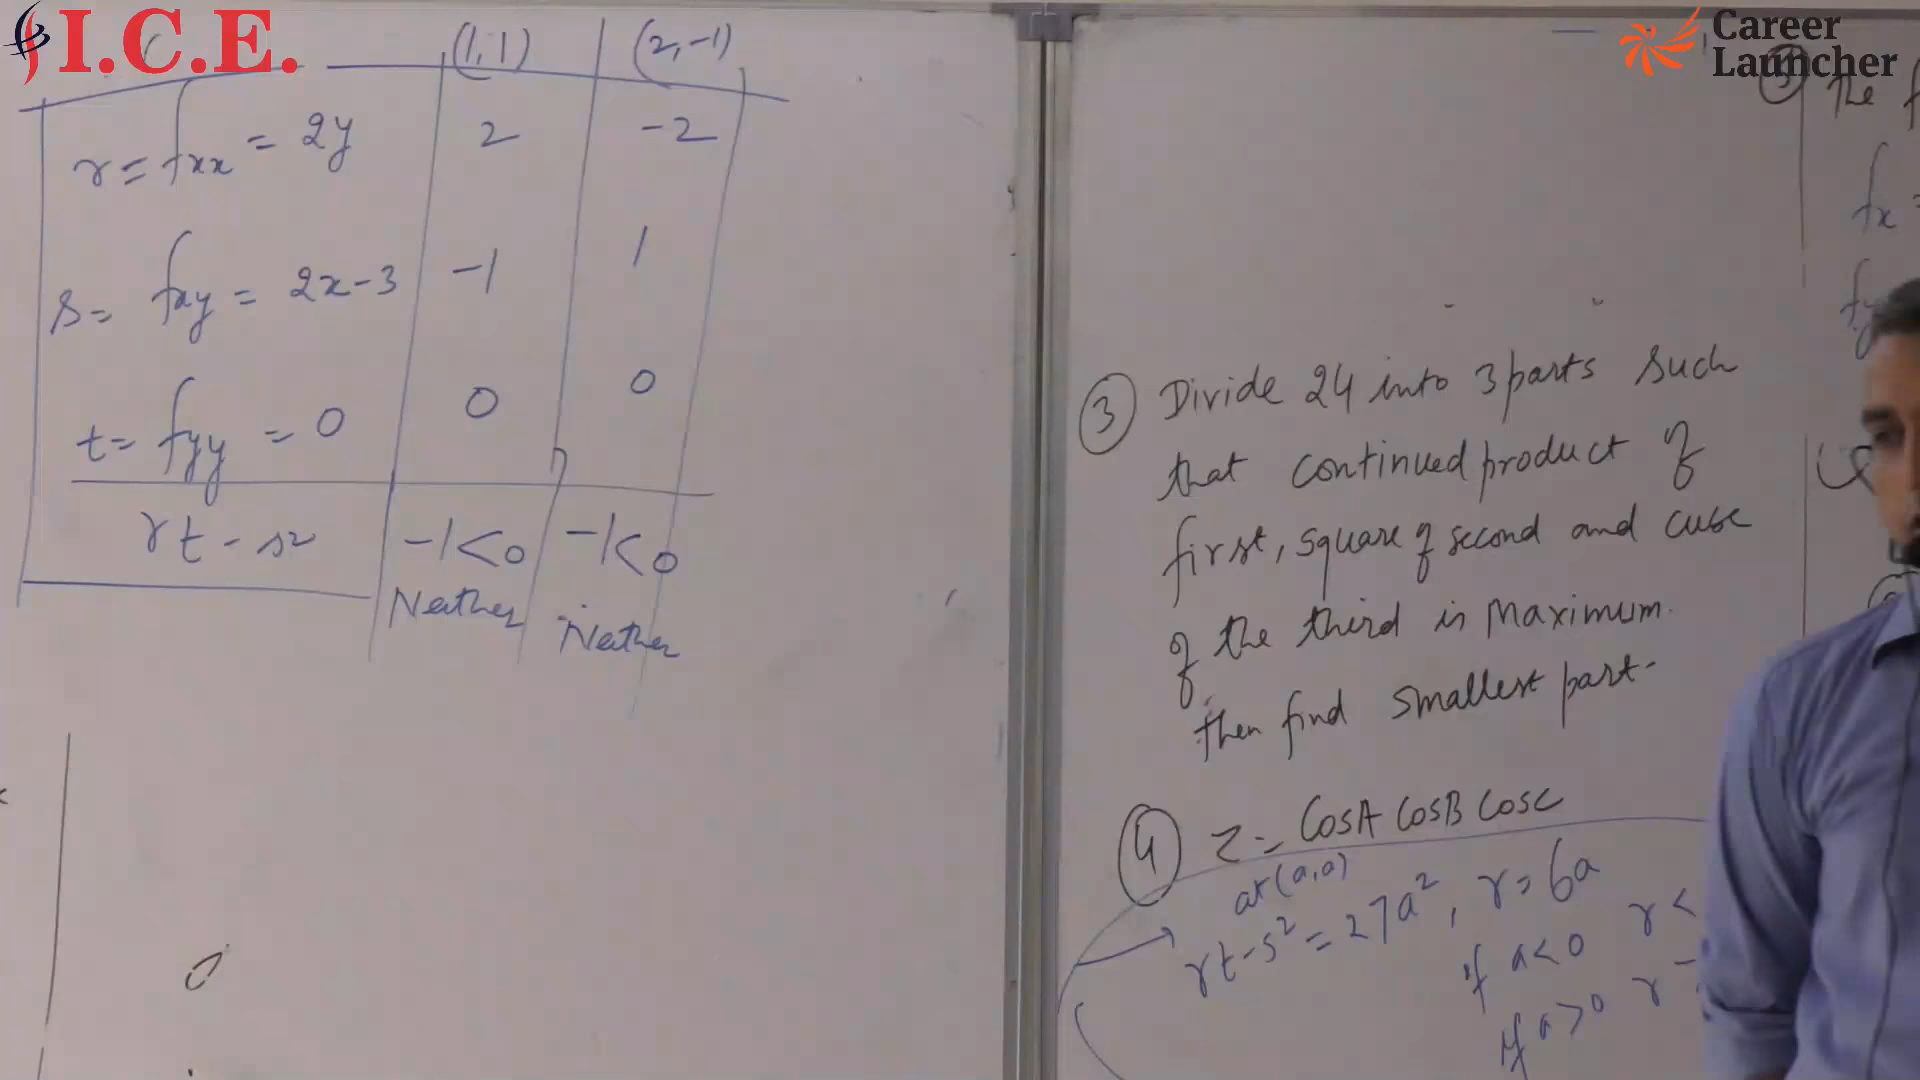 I.C.E.
Career
Launcher
(1,1) (2,-1)
r = fxx = 2y 2 -2
s = fxy = 2x-3 -1 1
t = fyy = 0 0 0
rt - s2 -1<0 -1<0
Neither Neither
③ Divide 24 into 3 parts such
that continued product of
first, square of second and cube
of the third is Maximum.
then find smallest part.
④ Z = CosA CosB Cosc
at (a,a)
rt-s² = 27a², r = 6a
if a<0 r <
if a>0 r
The f
fx =
fy